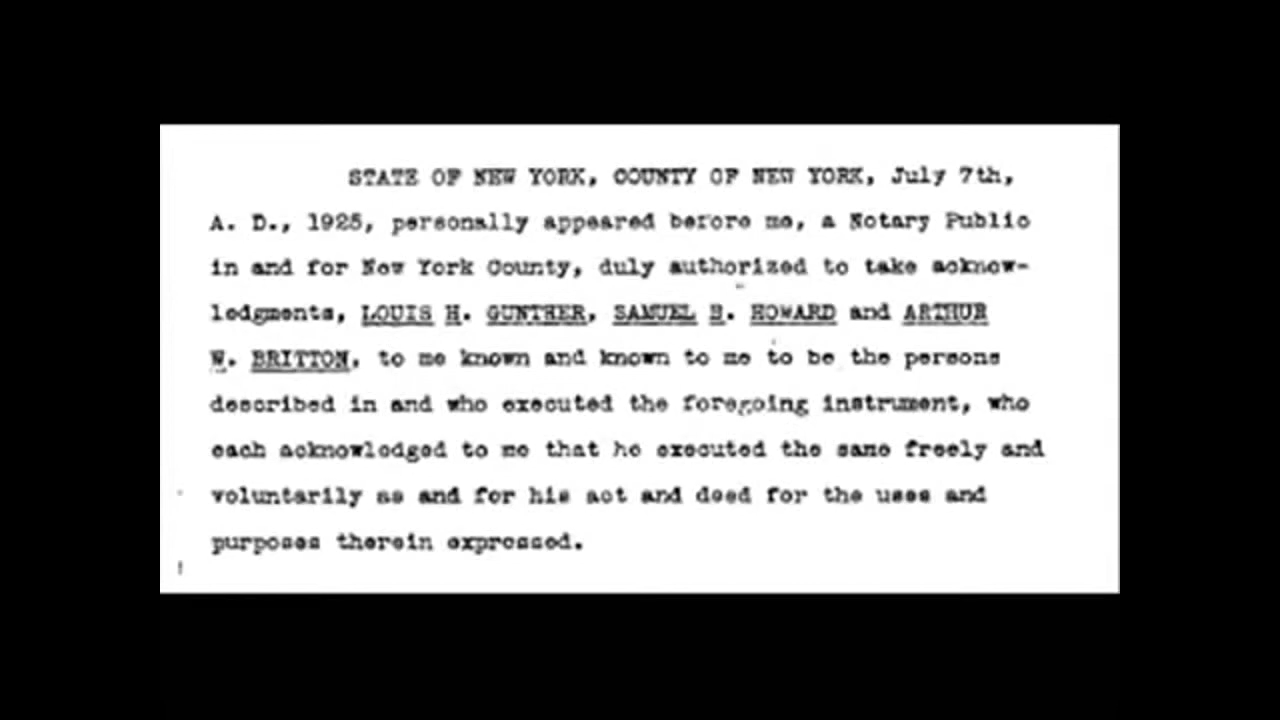 STATE OF NEW YORK, COUNTY OF NEW YORK, July 7th,
A. D., 1925, personally appeared before me, a Notary Public
in and for New York County, duly authorized to take acknow-
ledgments, LOUIS H. GUNTHER, SAMUEL B. HOWARD and ARTHUR
W. BRITTON, to me known and known to me to be the persons
described in and who executed the foregoing instrument, who
each acknowledged to me that he executed the same freely and
voluntarily as and for his act and deed for the uses and
purposes therein expressed.